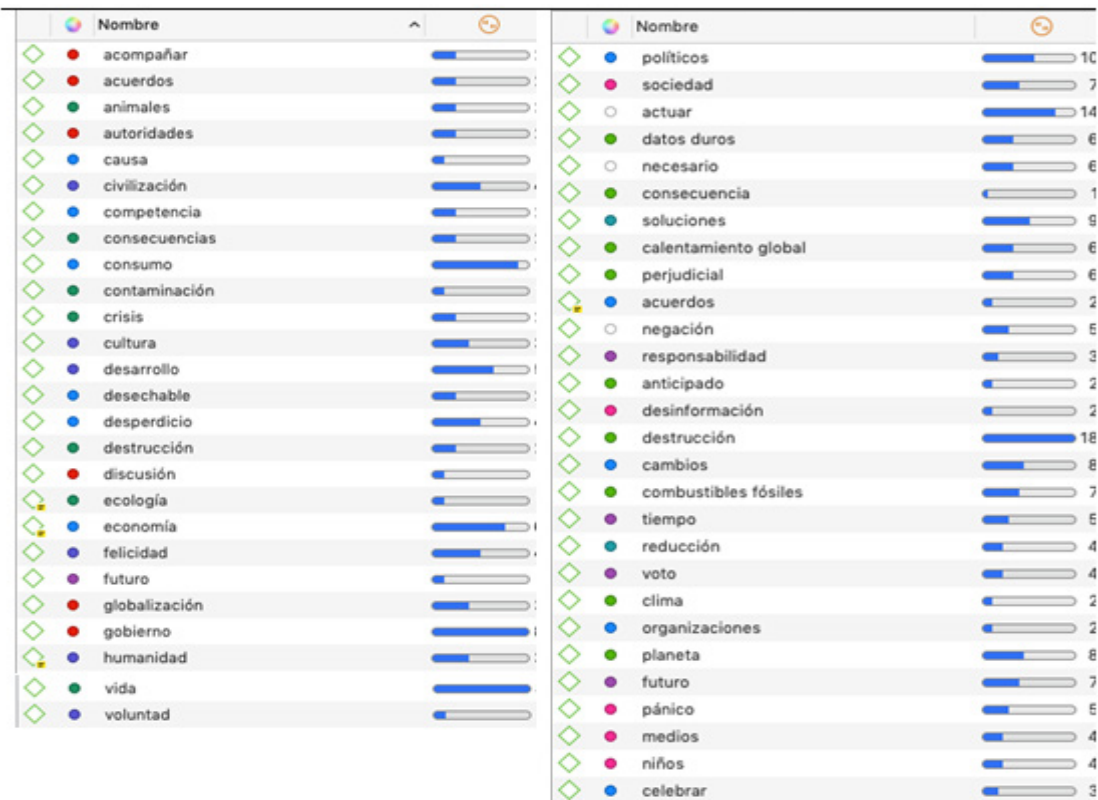 Nombre
acompañar
acuerdos
animales
autoridades
causa
civilización
competencia
consecuencias
consumo
contaminación
crisis
cultura
desarrollo
desechable
desperdicio
destrucción
discusión
ecología
economía
felicidad
futuro
globalización
gobierno
humanidad
vida
voluntad
Nombre
políticos 10
sociedad 7
actuar 14
datos duros 6
necesario 6
consecuencia 1
soluciones 9
calentamiento global 6
perjudicial 6
acuerdos 2
negación 5
responsabilidad 3
anticipado 2
desinformación 2
destrucción 18
cambios 8
combustibles fósiles 7
tiempo 5
reducción 4
voto 4
clima 2
organizaciones 2
planeta 8
futuro 7
pánico 5
medios 4
niños 4
celebrar 3